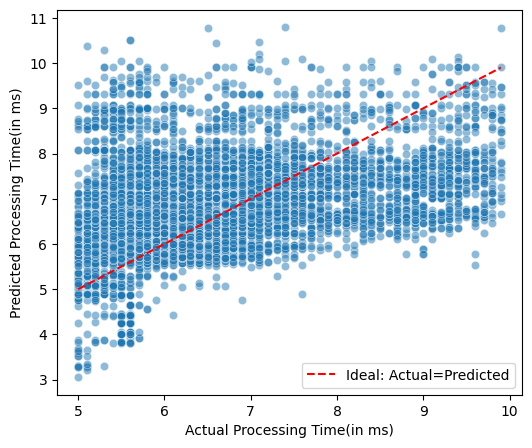 11
10
9
8
7
6
5
4
3
Predicted Processing Time(in ms)
Ideal: Actual=Predicted
5 6 7 8 9 10
Actual Processing Time(in ms)